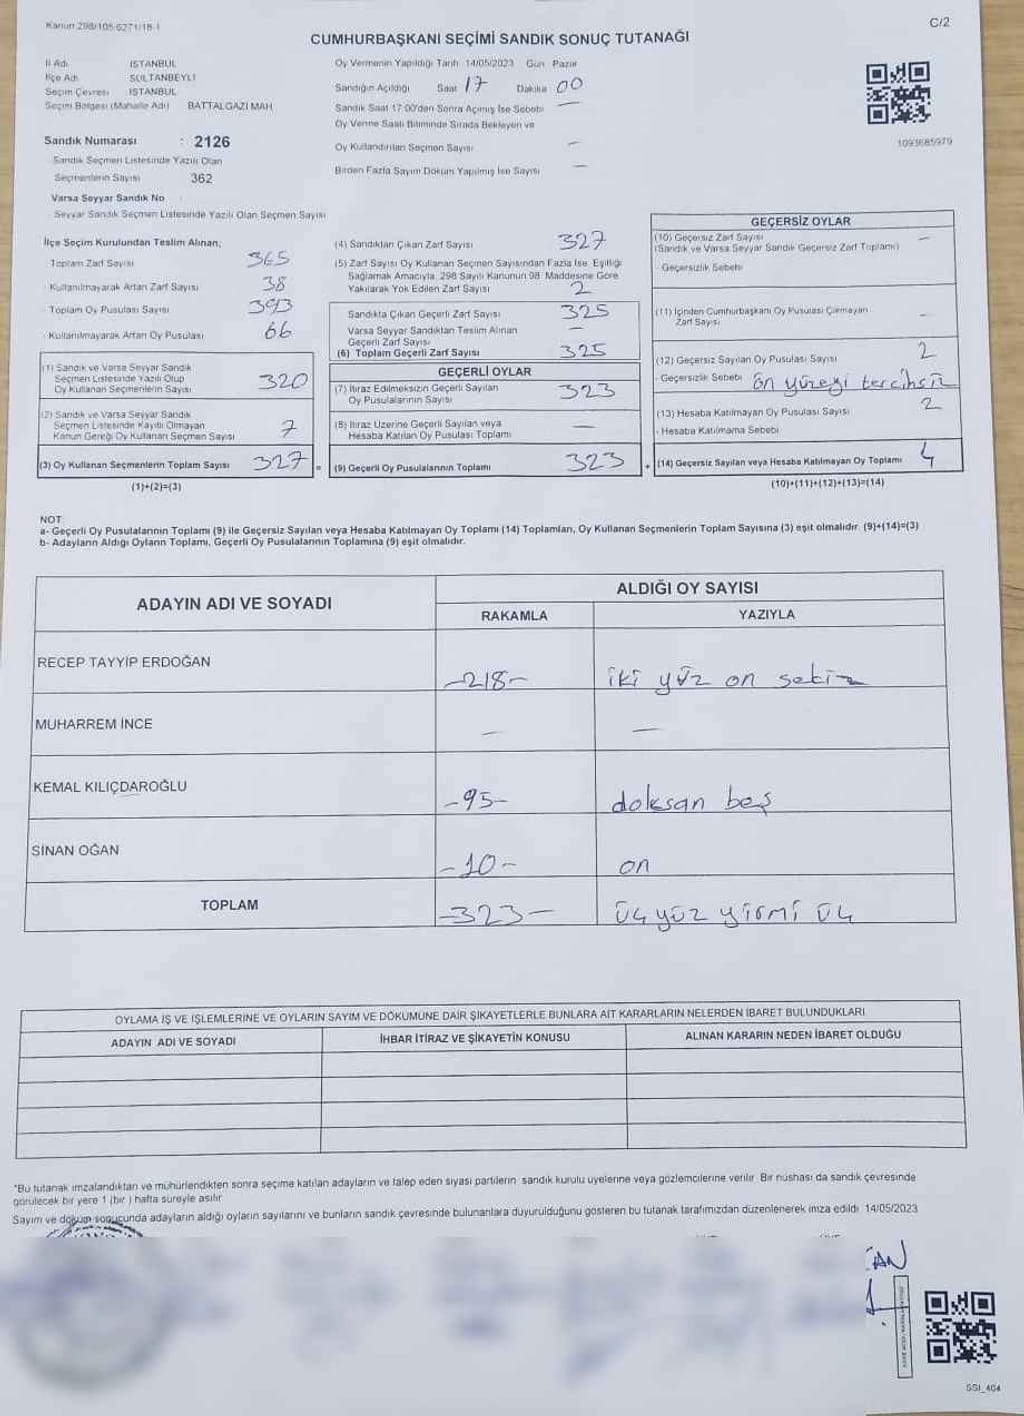 Kanun 298/105-6271/18-1
C/2
CUMHURBAŞKANI SEÇİMİ SANDIK SONUÇ TUTANAĞI
İl Adı İSTANBUL
İlçe Adı SULTANBEYLİ
Seçim Çevresi : İSTANBUL
Seçim Bölgesi (Mahalle Adı) BATTALGAZİ MAH
Sandık Numarası : 2126
Sandık Seçmen Listesinde Yazılı Olan
Seçmenlerin Sayısı 362
Varsa Seyyar Sandık No
Seyyar Sandık Seçmen Listesinde Yazılı Olan Seçmen Sayısı
Oy Vermenin Yapıldığı Tarih 14/05/2023 Gün Pazar
Sandığın Açıldığı Saat 17 Dakika 00
Sandık Saat 17.00'den Sonra Açımış İse Sebebi —
Oy Verme Saati Bitiminde Sırada Bekleyen ve
Oy Kullandırılan Seçmen Sayısı —
Birden Fazla Sayım Döküm Yapılmış İse Sayısı —
1093685979
İlçe Seçim Kurulundan Teslim Alınan;
Toplam Zarf Sayısı 365
Kullanılmayarak Artan Zarf Sayısı 38
Toplam Oy Pusulası Sayısı 393
Kullanılmayarak Artan Oy Pusulası 66
(1) Sandık ve Varsa Seyyar Sandık
Seçmen Listesinde Yazılı Olup
Oy Kullanan Seçmenlerin Sayısı 320
(2) Sandık ve Varsa Seyyar Sandık
Seçmen Listesinde Kayıtlı Olmayan
Kanun Gereği Oy Kullanan Seçmen Sayısı 7
(3) Oy Kullanan Seçmenlerin Toplam Sayısı 327 =
(1)+(2)=(3)
(4) Sandıktan Çıkan Zarf Sayısı 327
(5) Zarf Sayısı Oy Kullanan Seçmen Sayısından Fazla İse, Eşitliği
Sağlamak Amacıyla, 298 Sayılı Kanunun 98. Maddesine Göre
Yakılarak Yok Edilen Zarf Sayısı 2
Sandıkta Çıkan Geçerli Zarf Sayısı 325
Varsa Seyyar Sandıktan Teslim Alınan
Geçerli Zarf Sayısı —
(6) Toplam Geçerli Zarf Sayısı 325
GEÇERLİ OYLAR
(7) İtiraz Edilmeksizin Geçerli Sayılan
Oy Pusulalarının Sayısı 323
(8) İtiraz Üzerine Geçerli Sayılan veya
Hesaba Katılan Oy Pusulası Toplamı —
(9) Geçerli Oy Pusulalarının Toplamı 323 +
GEÇERSİZ OYLAR
(10) Geçersiz Zarf Sayısı —
(Sandık ve Varsa Seyyar Sandık Geçersiz Zarf Toplamı)
- Geçersizlik Sebebi
(11) İçinden Cumhurbaşkanı Oy Pusulası Çıkmayan
Zarf Sayısı —
(12) Geçersiz Sayılan Oy Pusulası Sayısı 2
- Geçersizlik Sebebi ön yüzeyi tercihsiz
(13) Hesaba Katılmayan Oy Pusulası Sayısı 2
- Hesaba Katılmama Sebebi
(14) Geçersiz Sayılan veya Hesaba Katılmayan Oy Toplamı 4
(10)+(11)+(12)+(13)=(14)
NOT
a- Geçerli Oy Pusulalarının Toplamı (9) ile Geçersiz Sayılan veya Hesaba Katılmayan Oy Toplamı (14) Toplamları, Oy Kullanan Seçmenlerin Toplam Sayısına (3) eşit olmalıdır. (9)+(14)=(3)
b- Adayların Aldığı Oyların Toplamı, Geçerli Oy Pusulalarının Toplamına (9) eşit olmalıdır.
ADAYIN ADI VE SOYADI
ALDIĞI OY SAYISI
RAKAMLA YAZIYLA
RECEP TAYYİP ERDOĞAN -218- iki yüz on sekiz
MUHARREM İNCE — —
KEMAL KILIÇDAROĞLU -95- doksan beş
SİNAN OĞAN -10- on
TOPLAM -323- üç yüz yirmi üç
OYLAMA İŞ VE İŞLEMLERİNE VE OYLARIN SAYIM VE DÖKÜMÜNE DAİR ŞİKAYETLERLE BUNLARA AİT KARARLARIN NELERDEN İBARET BULUNDUKLARI
ADAYIN ADI VE SOYADI İHBAR İTİRAZ VE ŞİKAYETİN KONUSU ALINAN KARARIN NEDEN İBARET OLDUĞU
*Bu tutanak imzalandıktan ve mühürlendikten sonra seçime katılan adayların ve talep eden siyasi partilerin sandık kurulu üyelerine veya gözlemcilerine verilir. Bir nüshası da sandık çevresinde
görülecek bir yere 1 (bir ) hafta süreyle asılır
Sayım ve döküm sonucunda adayların aldığı oyların sayılarını ve bunların sandık çevresinde bulunanlara duyurulduğunu gösteren bu tutanak tarafımızdan düzenlenerek imza edildi. 14/05/2023
SSI_404